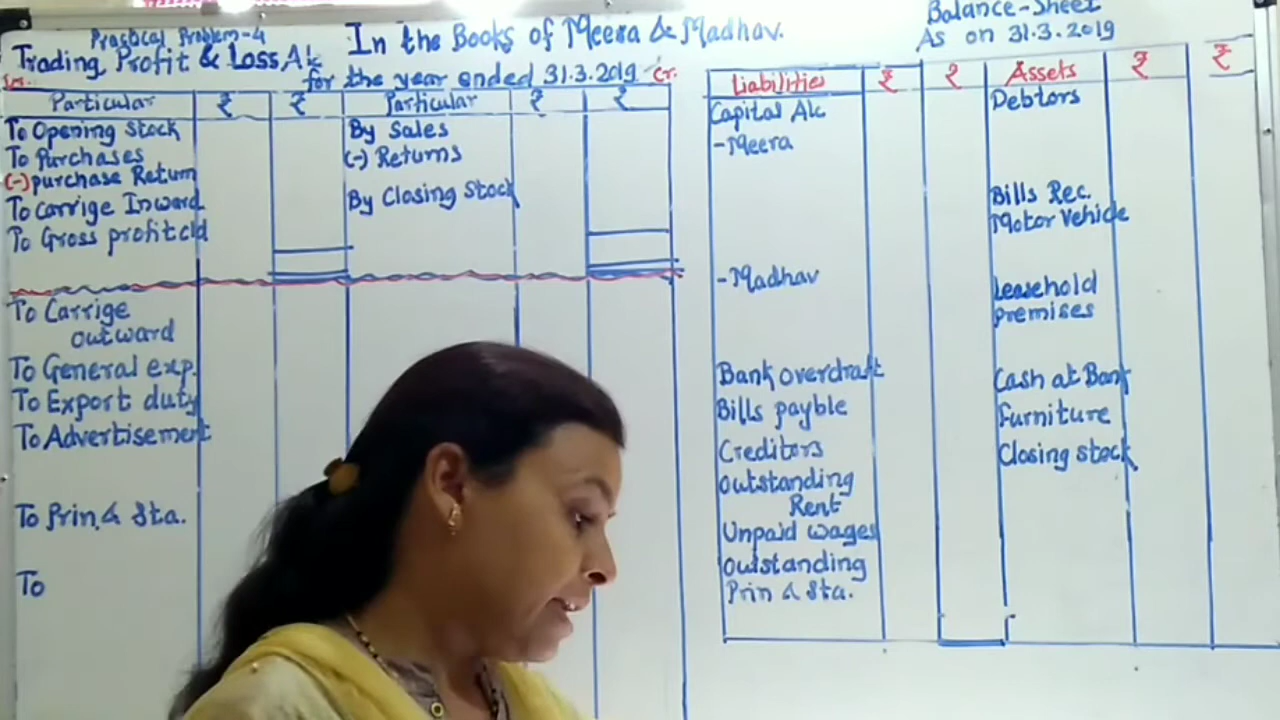 Practical Problem-4
In the Books of Meera & Madhav.
Trading, Profit & Loss A/c
for the year ended 31.3.2019
Dr.
Cr.
Particular ₹ ₹ Particular ₹ ₹
To Opening Stock
To Purchases
(-) purchase Return
To Carrige Inward
To Gross profit c/d
By Sales
(-) Returns
By Closing Stock
To Carrige
outward
To General exp.
To Export duty
To Advertisement
To Prin. & Sta.
To
Balance-Sheet
As on 31.3.2019
Liabilities ₹ ₹ Assets ₹ ₹
Capital A/c
-Meera
-Madhav
Bank overdraft
Bills payble
Creditors
Outstanding
Rent
Unpaid wages
Outstanding
Prin & Sta.
Debtors
Bills Rec.
Motor Vehicle
Leasehold
premises
Cash at Bank
Furniture
Closing stock